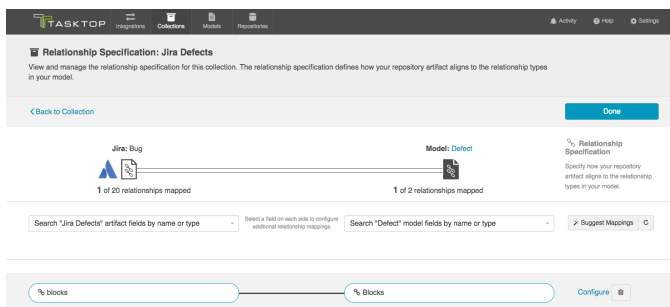 TASKTOP
Integrations
Collections
Models
Repositories
Activity
Help
Settings
Relationship Specification: Jira Defects
View and manage the relationship specification for this collection. The relationship specification defines how your repository artifact aligns to the relationship types
in your model.
Back to Collection
Done
Jira: Bug
Model: Defect
1 of 20 relationships mapped
1 of 2 relationships mapped
Relationship
Specification
Specify how your repository
artifact aligns to the relationship
types in your model.
Search "Jira Defects" artifact fields by name or type
Select a field on each side to configure
additional relationship mappings
Search "Defect" model fields by name or type
Suggest Mappings
blocks
Blocks
Configure